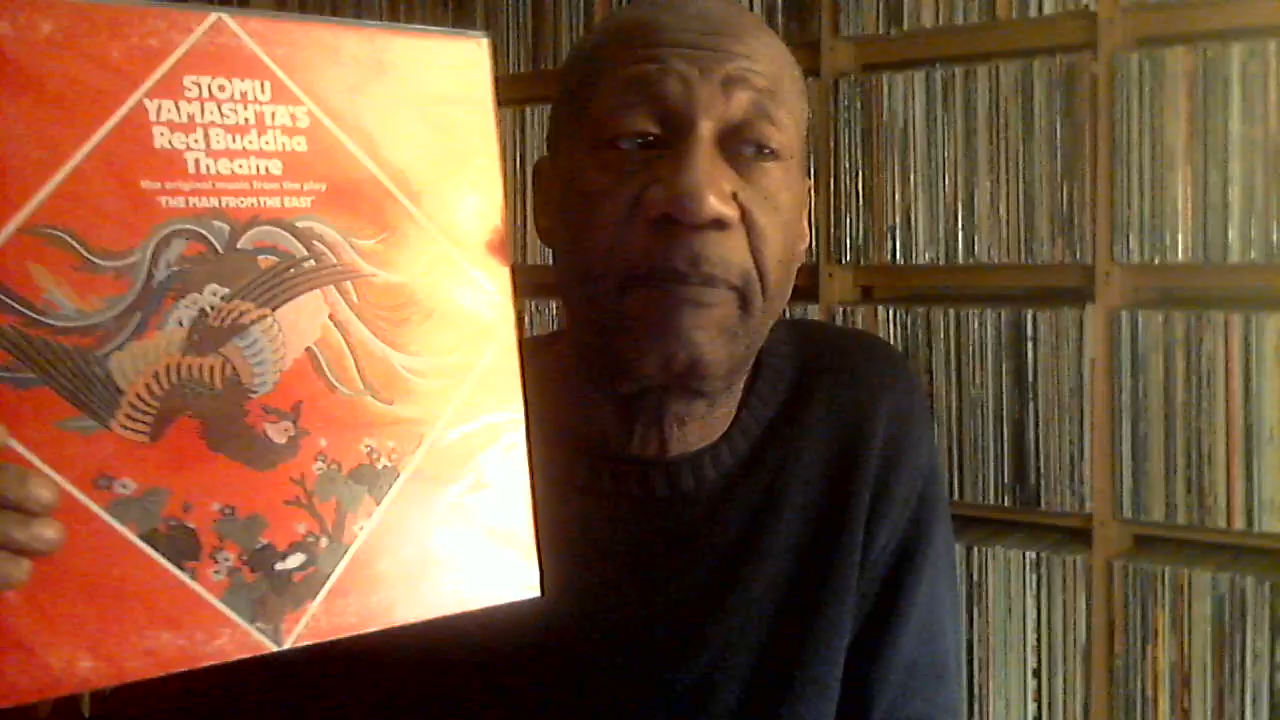 STOMU
YAMASH'TA'S
Red Buddha
Theatre
the original music from the play
'THE MAN FROM THE EAST'